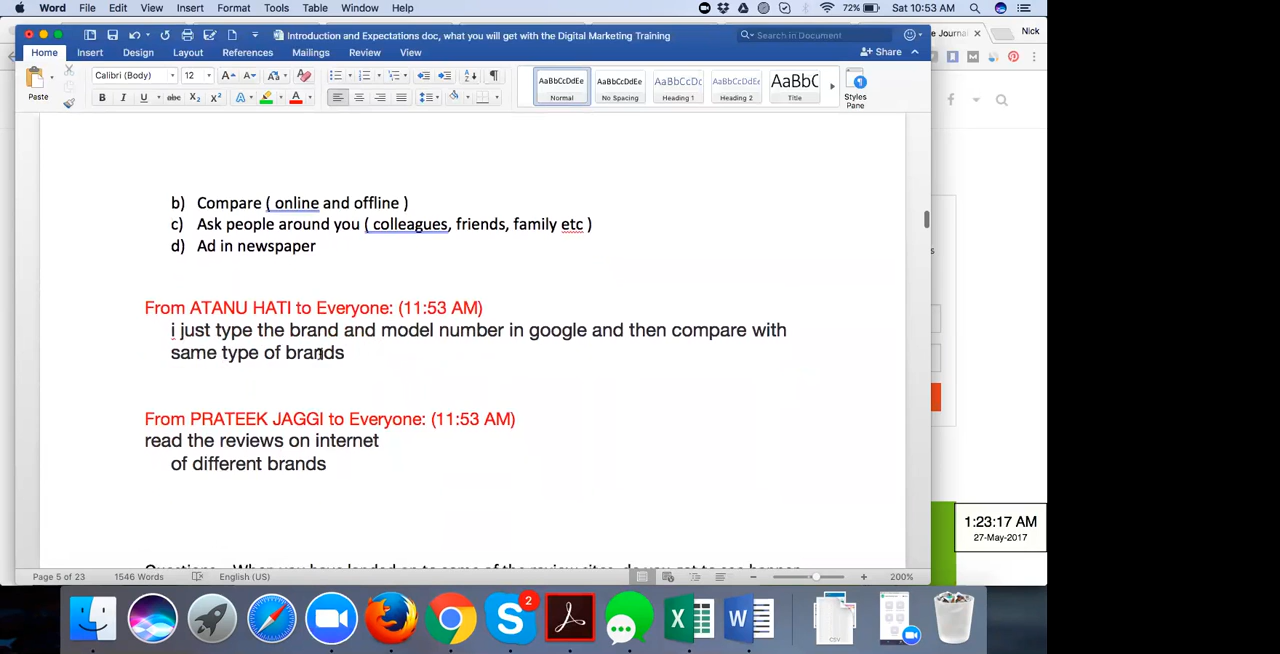 Word File Edit View Insert Format Tools Table Window Help
72% Sat 10:53 AM
Introduction and Expectations doc, what you will get with the Digital Marketing Training
Search in Document
e Journal
Nick
Home Insert Design Layout References Mailings Review View
Share
Paste
Calibri (Body) 12
AaBbCcDdEe AaBbCcDdEe AaBbCcDc AaBbCcDdEe AaBbC
Normal No Spacing Heading 1 Heading 2 Title
Styles
Pane
b) Compare ( online and offline )
c) Ask people around you ( colleagues, friends, family etc )
d) Ad in newspaper
From ATANU HATI to Everyone: (11:53 AM)
i just type the brand and model number in google and then compare with
same type of brands
From PRATEEK JAGGI to Everyone: (11:53 AM)
read the reviews on internet
of different brands
1:23:17 AM
27-May-2017
Page 5 of 23 1546 Words English (US) 200%
2
CSV